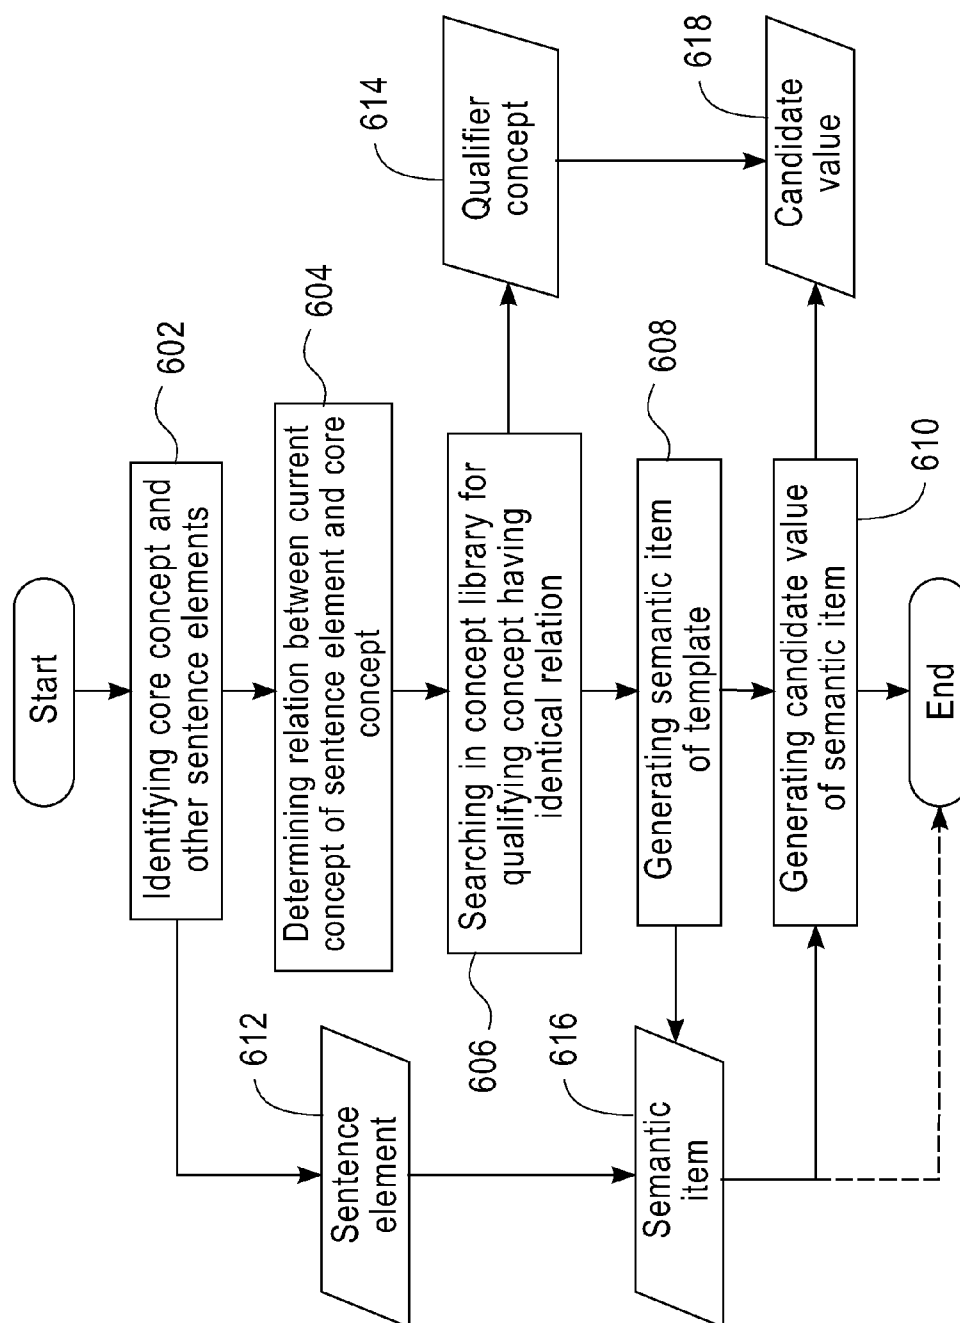 Start
602
Identifying core concept and
other sentence elements
604
Determining relation between current
concept of sentence element and core
concept
614
Qualifier
concept
606
Searching in concept library for
qualifying concept having
identical relation
612
Sentence
element
608
Generating semantic item
of template
616
Semantic
item
618
Candidate
value
610
Generating candidate value
of semantic item
End